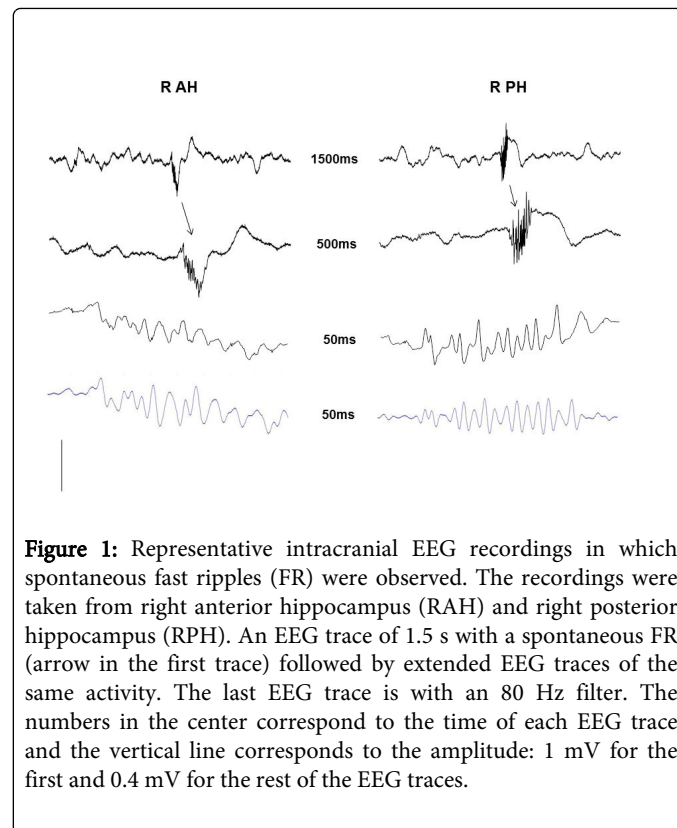 R AH
R PH
1500ms
500ms
50ms
50ms
Figure 1: Representative intracranial EEG recordings in which
spontaneous fast ripples (FR) were observed. The recordings were
taken from right anterior hippocampus (RAH) and right posterior
hippocampus (RPH). An EEG trace of 1.5 s with a spontaneous FR
(arrow in the first trace) followed by extended EEG traces of the
same activity. The last EEG trace is with an 80 Hz filter. The
numbers in the center correspond to the time of each EEG trace
and the vertical line corresponds to the amplitude: 1 mV for the
first and 0.4 mV for the rest of the EEG traces.